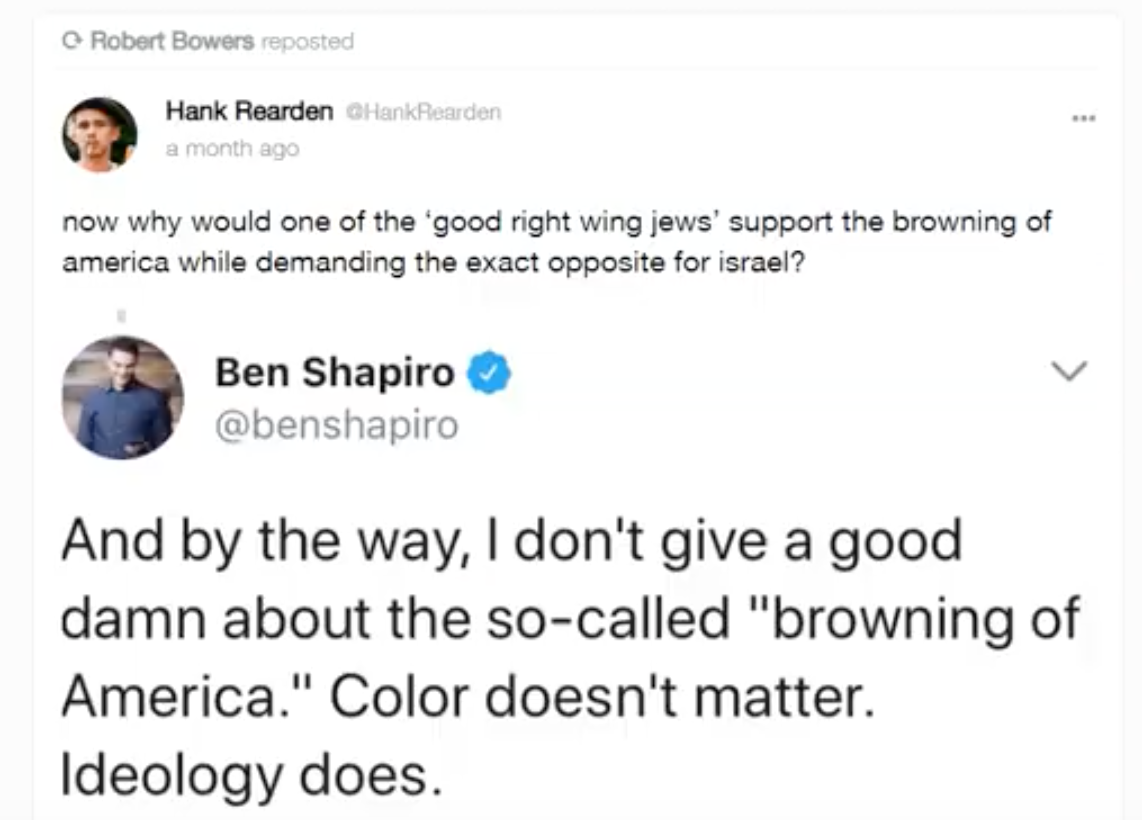 Robert Bowers reposted
Hank Rearden @HankRearden
a month ago
now why would one of the ‘good right wing jews’ support the browning of
america while demanding the exact opposite for israel?
Ben Shapiro
@benshapiro
And by the way, I don't give a good
damn about the so-called "browning of
America." Color doesn't matter.
Ideology does.